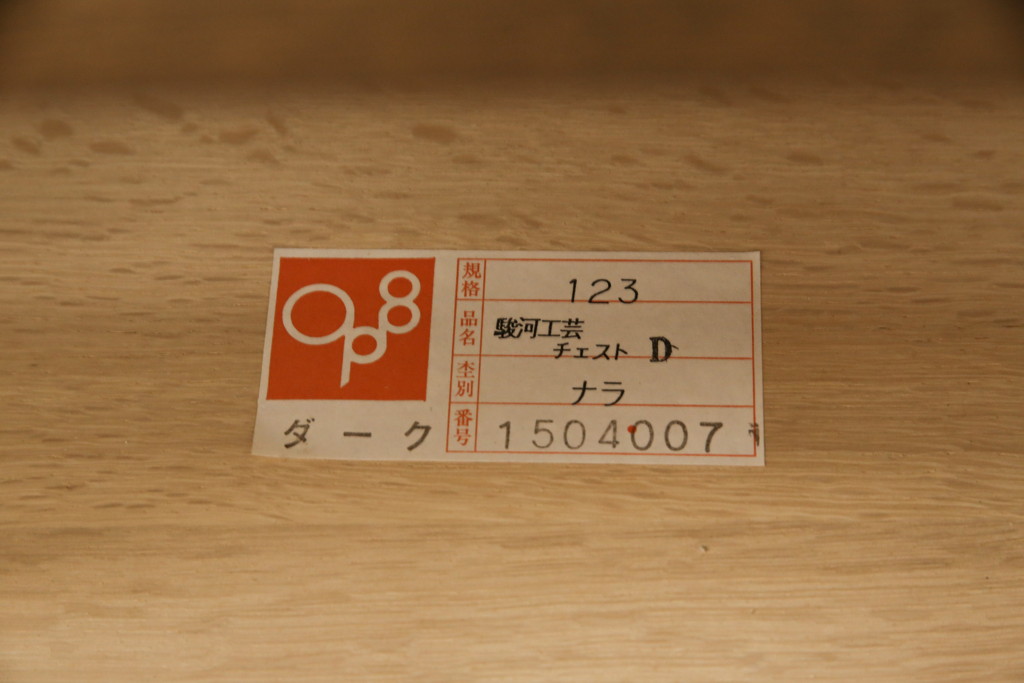 Op8
ダーク
規格 123
品名 駿河工芸
チェスト D
杢別 ナラ
番号 1504007